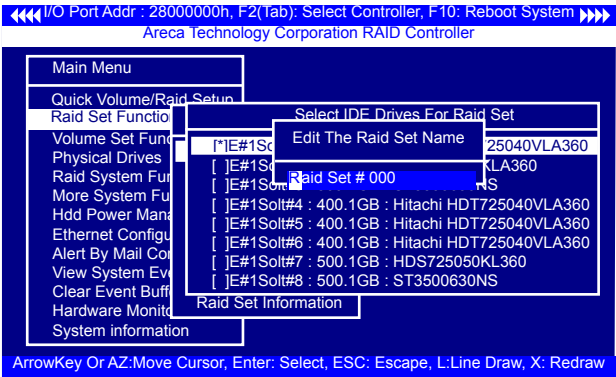 I/O Port Addr : 28000000h, F2(Tab): Select Controller, F10: Reboot System
Areca Technology Corporation RAID Controller
Main Menu
Quick Volume/Raid Setup
Raid Set Functio
Volume Set Func
Physical Drives
Raid System Fun
More System Fu
Hdd Power Mana
Ethernet Configu
Alert By Mail Con
View System Eve
Clear Event Buffe
Hardware Monito
System information
Select IDE Drives For Raid Set
[*]E#1So 725040VLA360
[ ]E#1So KLA360
[ ]E#1Solt NS
[ ]E#1Solt#4 : 400.1GB : Hitachi HDT725040VLA360
[ ]E#1Solt#5 : 400.1GB : Hitachi HDT725040VLA360
[ ]E#1Solt#6 : 400.1GB : Hitachi HDT725040VLA360
[ ]E#1Solt#7 : 500.1GB : HDS725050KL360
[ ]E#1Solt#8 : 500.1GB : ST3500630NS
Edit The Raid Set Name
Raid Set # 000
Raid Set Information
ArrowKey Or AZ:Move Cursor, Enter: Select, ESC: Escape, L:Line Draw, X: Redraw